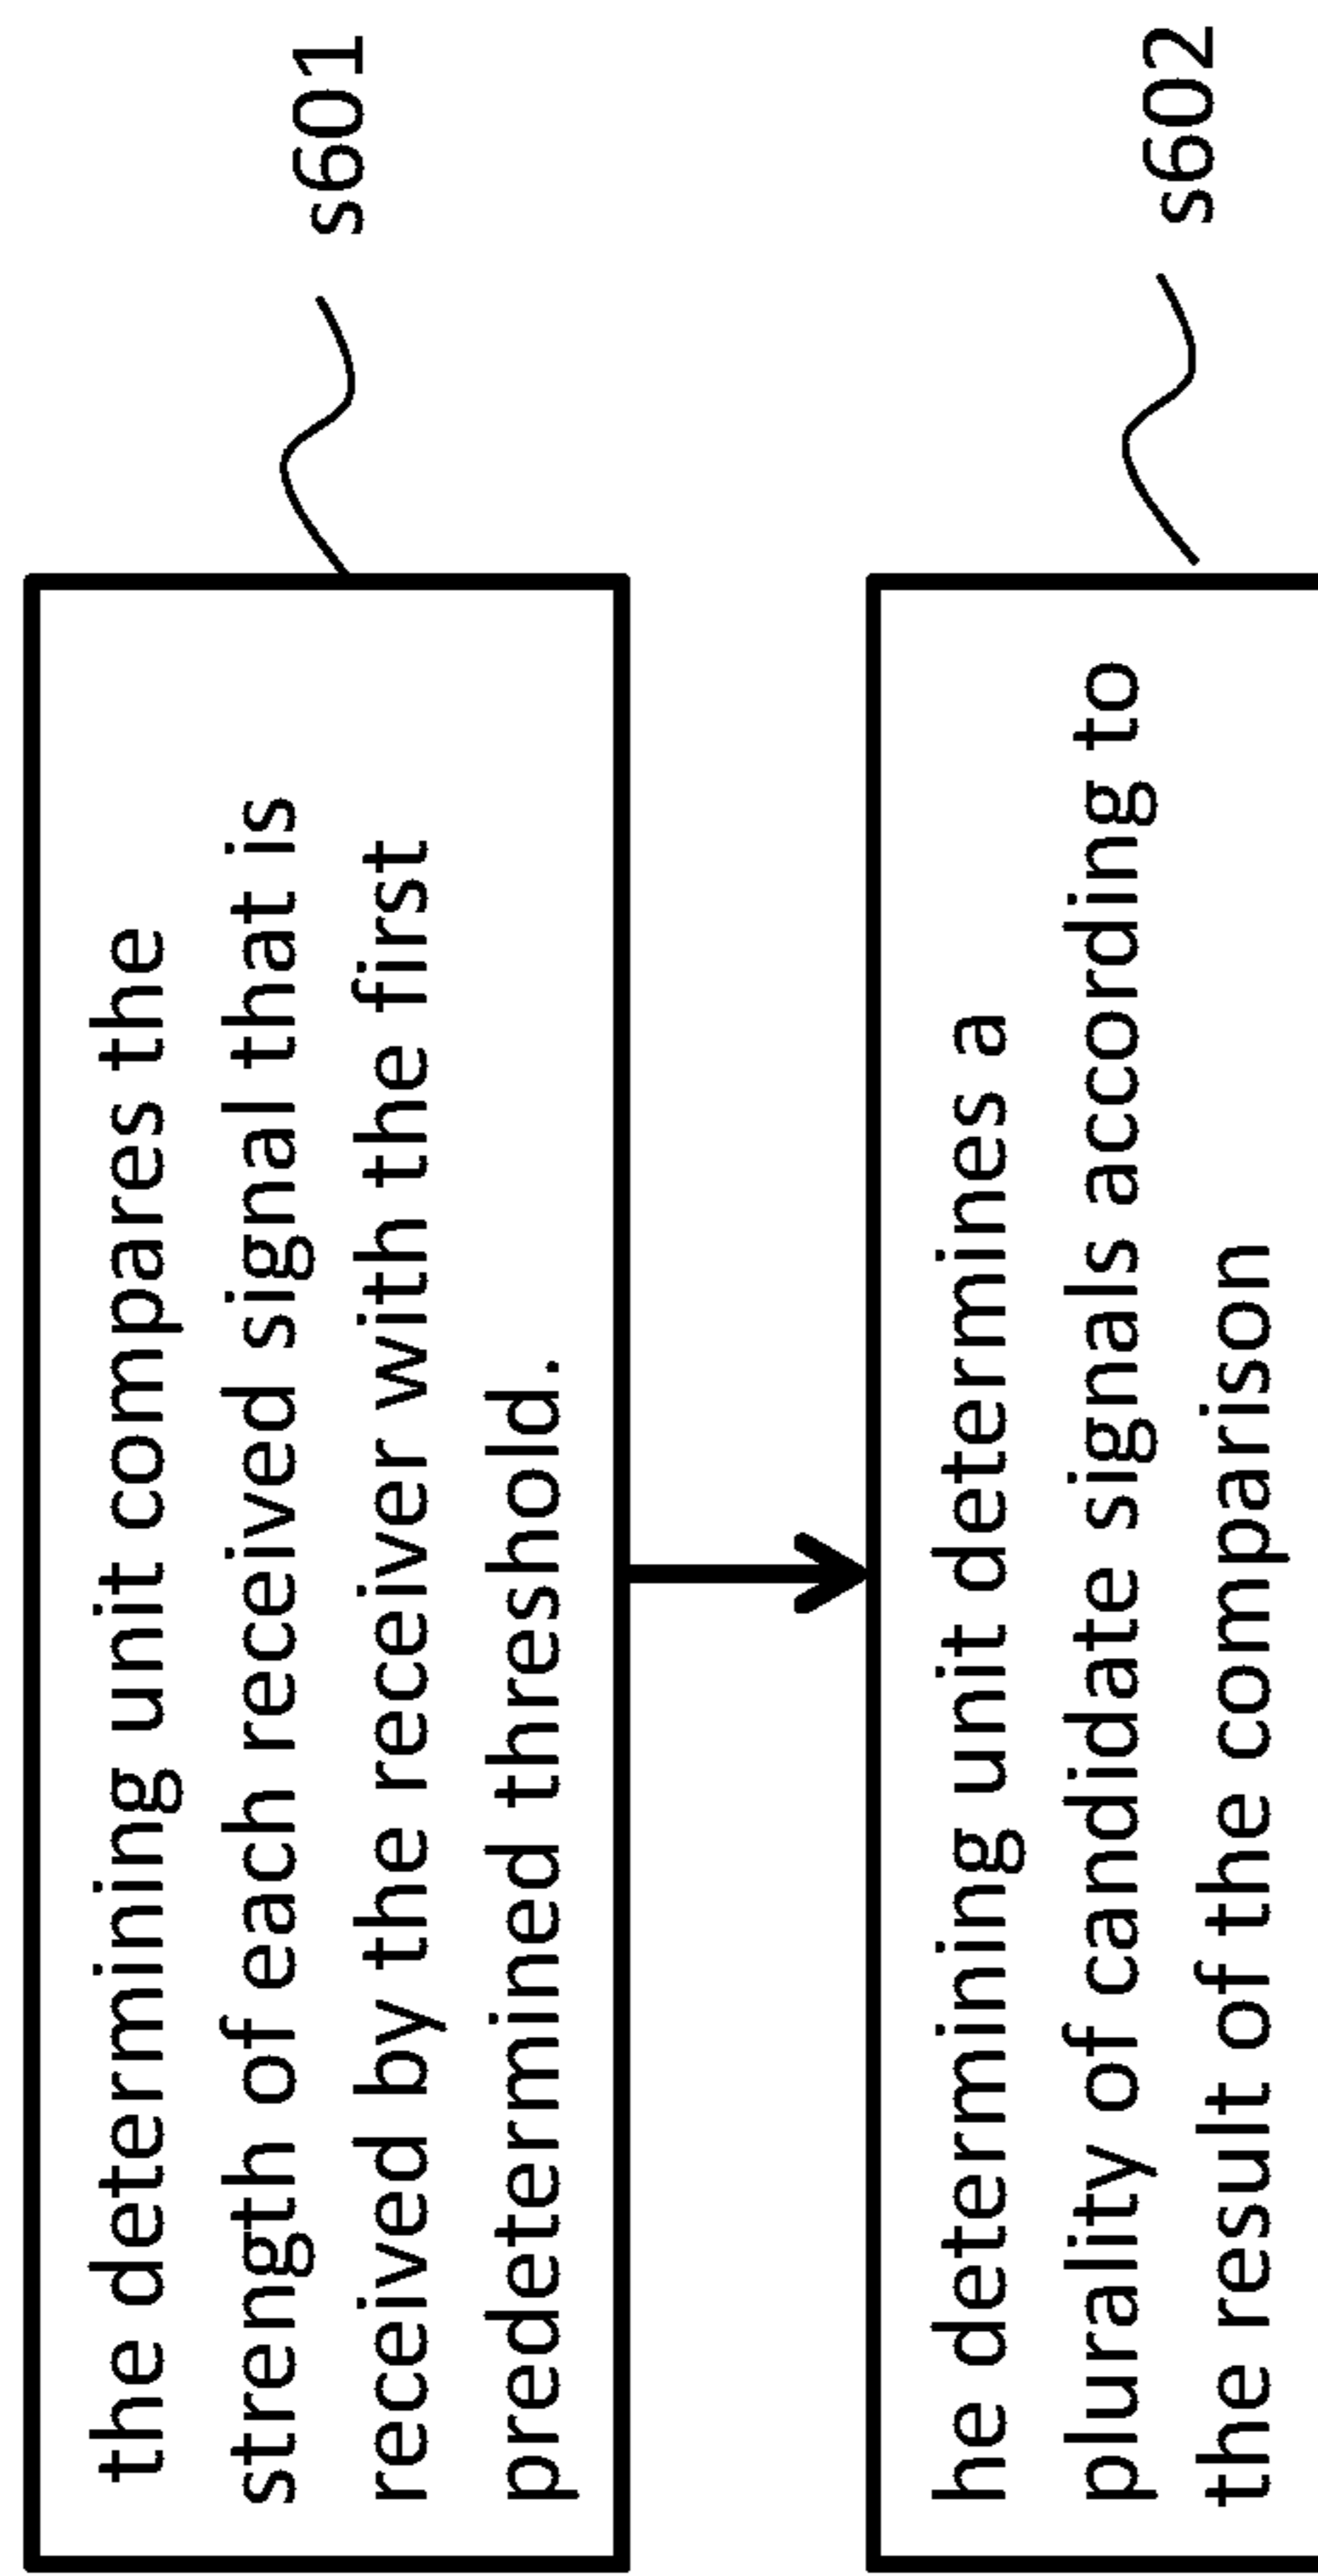 the determining unit compares the
strength of each received signal that is
received by the receiver with the first
predetermined threshold.
s601
he determining unit determines a
plurality of candidate signals according to
the result of the comparison
s602